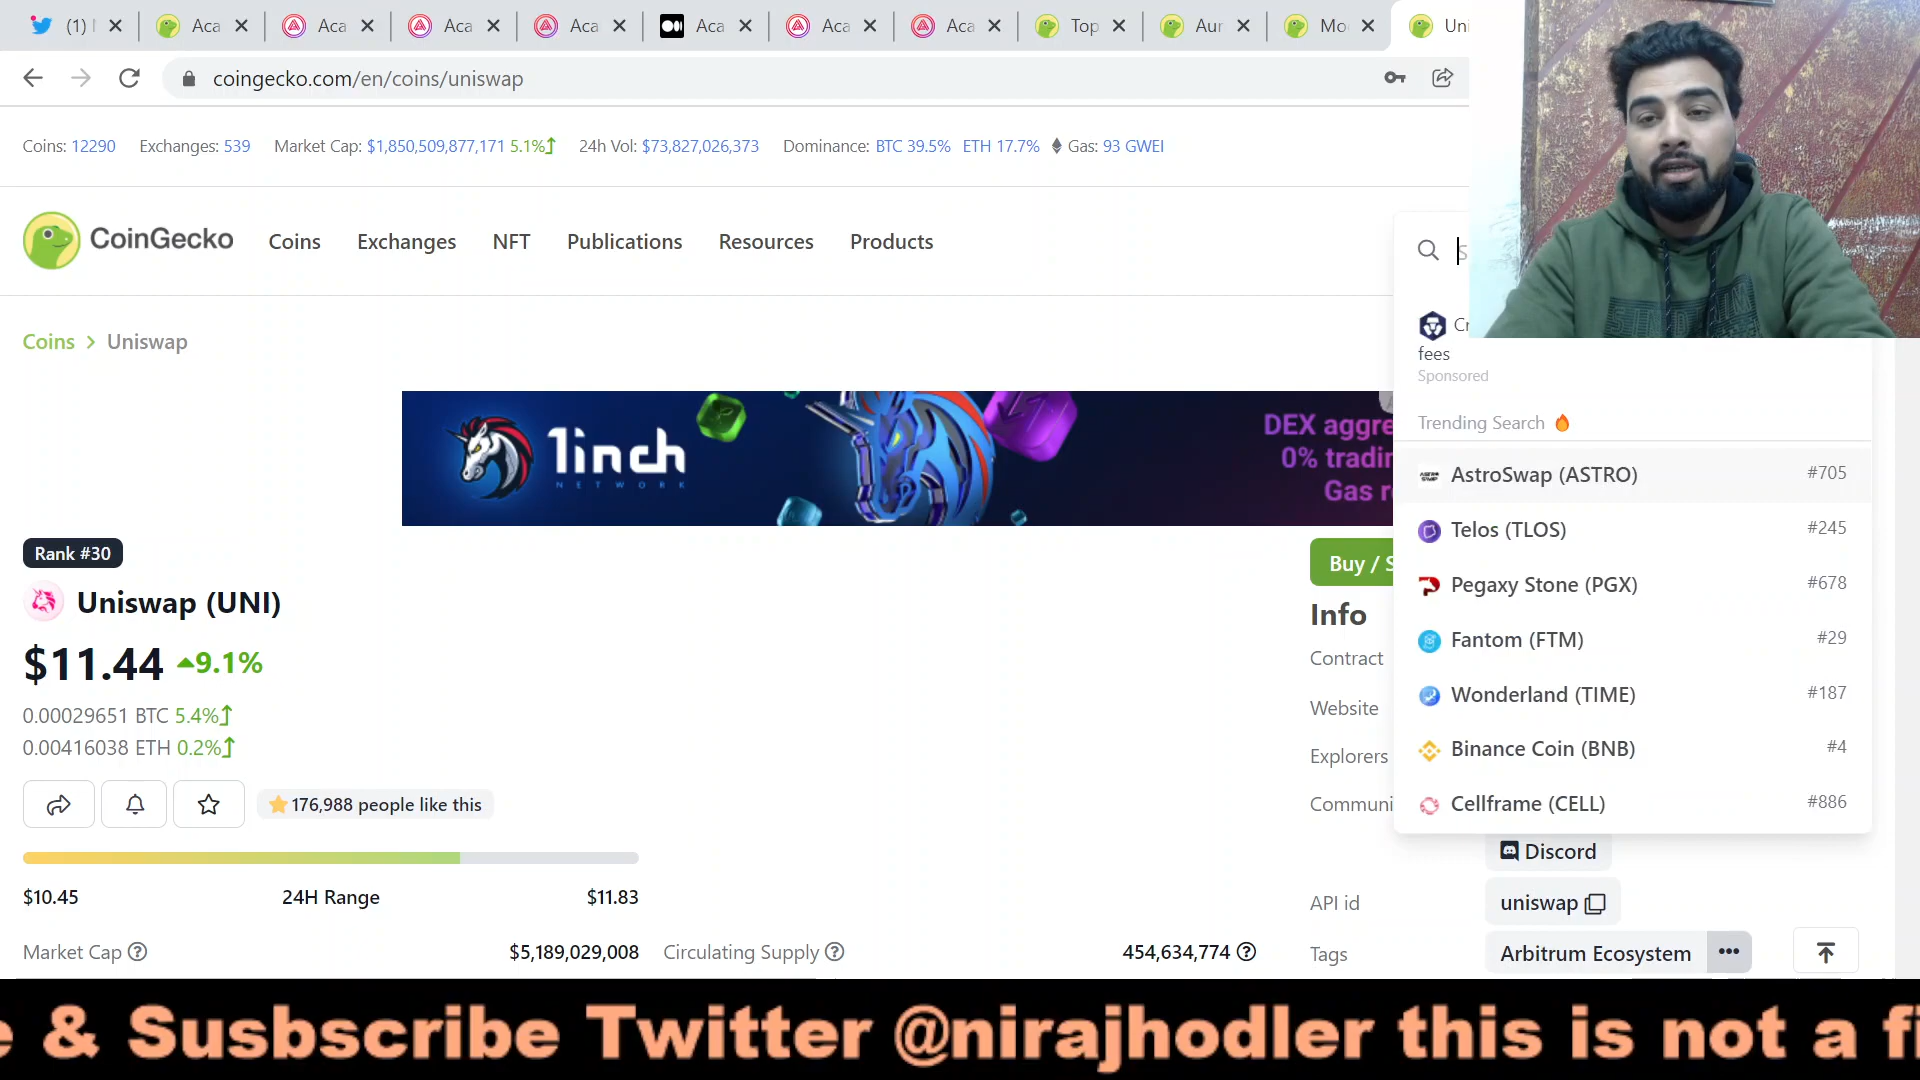 (1) Aca Aca Aca Aca Aca Aca Aca Top Aur Mo Uni
coingecko.com/en/coins/uniswap
Coins: 12290 Exchanges: 539 Market Cap: $1,850,509,877,171 5.1% 24h Vol: $73,827,026,373 Dominance: BTC 39.5% ETH 17.7% Gas: 93 GWEI
CoinGecko Coins Exchanges NFT Publications Resources Products
Coins > Uniswap
fees
Sponsored
1inch
NETWORK
DEX aggre
0% tradin
Gas r
Trending Search
AstroSwap (ASTRO) #705
Telos (TLOS) #245
Pegaxy Stone (PGX) #678
Fantom (FTM) #29
Wonderland (TIME) #187
Binance Coin (BNB) #4
Cellframe (CELL) #886
Rank #30
Uniswap (UNI)
$11.44 9.1%
0.00029651 BTC 5.4%
0.00416038 ETH 0.2%
176,988 people like this
$10.45 24H Range $11.83
Market Cap $5,189,029,008 Circulating Supply 454,634,774
Buy / S
Info
Contract
Website
Explorers
Communi
Discord
API id uniswap
Tags Arbitrum Ecosystem •••
e & Susbscribe Twitter @nirajhodler this is not a fi